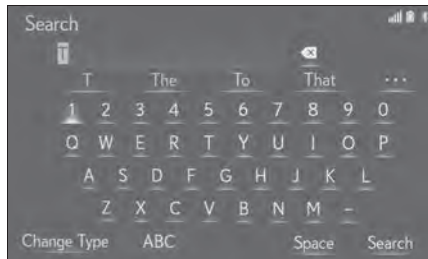 Search
T
T The To That ...
1 2 3 4 5 6 7 8 9 0
Q W E R T Y U I O P
A S D F G H J K L
Z X C V B N M -
Change Type ABC Space Search